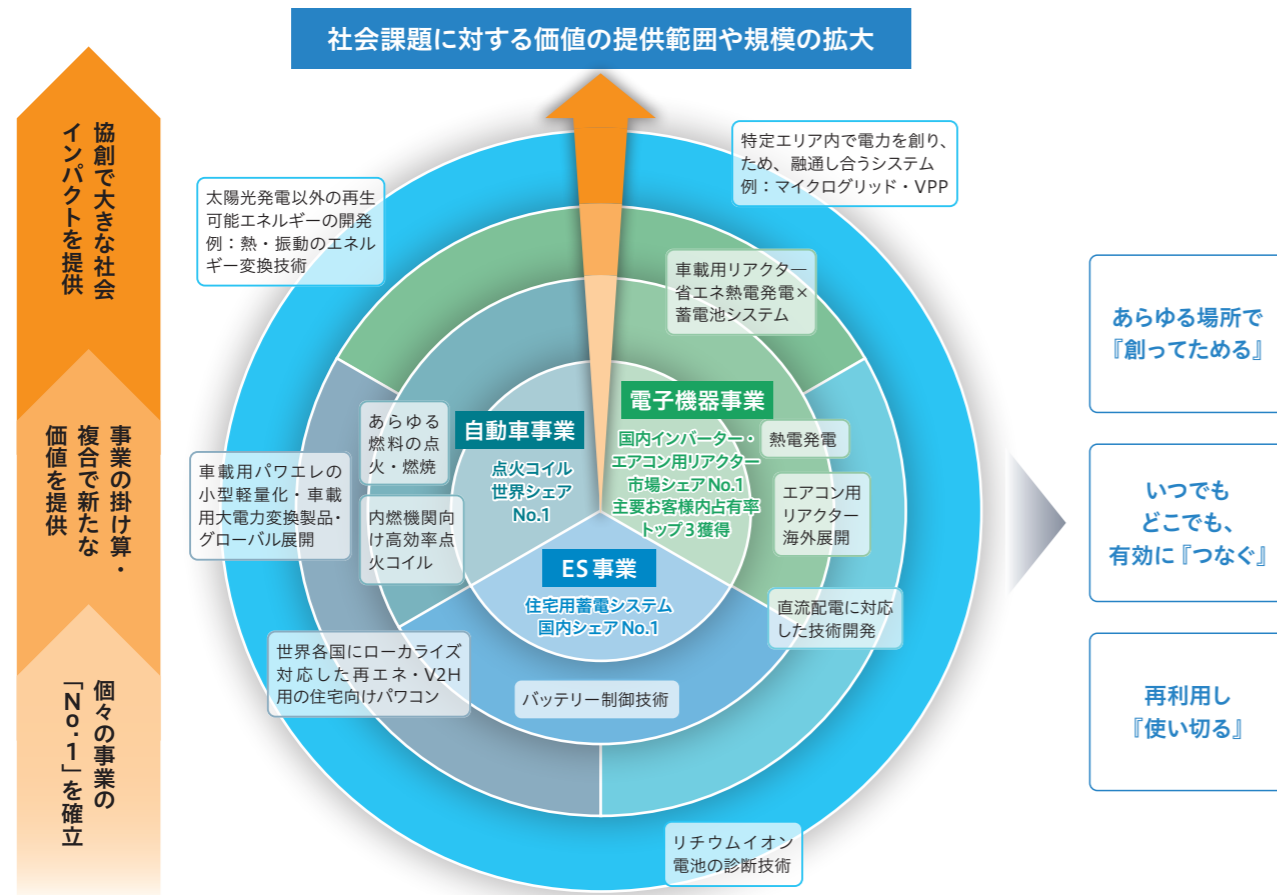 社会課題に対する価値の提供範囲や規模の拡大
協創で大きな社会
インパクトを提供
事業の掛け算・
複合で新たな
価値を提供
個々の事業の
「No.1」を確立
太陽光発電以外の再生
可能エネルギーの開発
例：熱・振動のエネル
ギー変換技術
特定エリア内で電力を創り、
ため、融通し合うシステム
例：マイクログリッド・VPP
車載用リアクター
省エネ熱電発電×
蓄電池システム
あらゆる
燃料の点
火・燃焼
自動車事業
点火コイル
世界シェア
No.1
電子機器事業
国内インバーター・
エアコン用リアクター
市場シェアNo.1
主要お客様内占有率
トップ3獲得
熱電発電
車載用パワエレの
小型軽量化・車載
用大電力変換製品・
グローバル展開
内燃機関向
け高効率点
火コイル
エアコン用
リアクター
海外展開
ES事業
住宅用蓄電システム
国内シェアNo.1
直流配電に対応
した技術開発
世界各国にローカライズ
対応した再エネ・V2H
用の住宅向けパワコン
バッテリー制御技術
リチウムイオン
電池の診断技術
あらゆる場所で
『創ってためる』
いつでも
どこでも、
有効に『つなぐ』
再利用し
『使い切る』